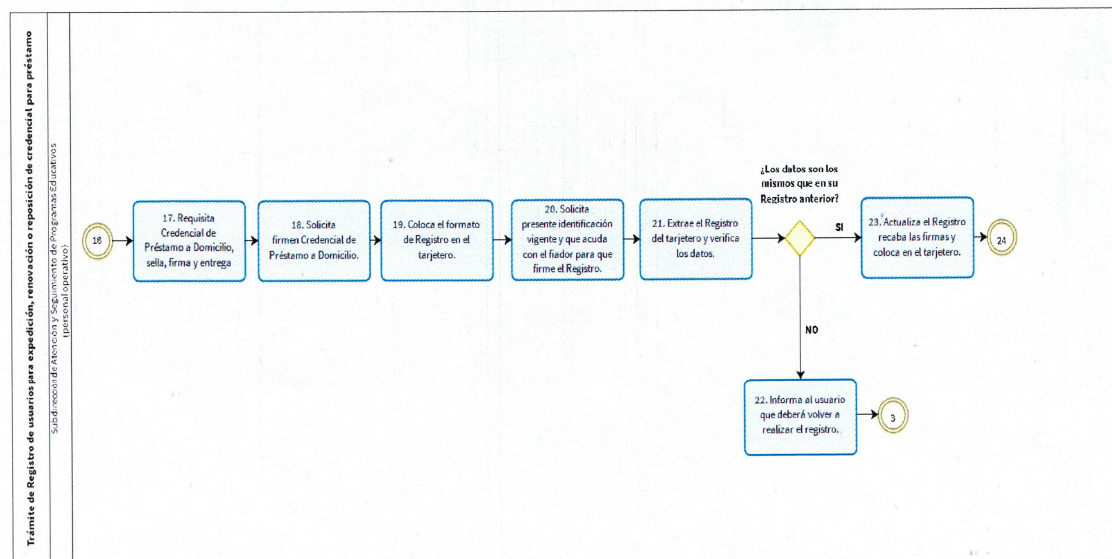 Trámite de Registro de usuarios para expedición, renovación o reposición de credencial para préstamo
Subdirección de Atención y Seguimiento de Programas Educativos
(personal operativo)
16
17. Requisita
Credencial de
Préstamo a Domicilio,
sella, firma y entrega
18. Solicita
firmen Credencial de
Préstamo a Domicilio.
19. Coloca el formato
de Registro en el
tarjetero.
20. Solicita
presente identificación
vigente y que acuda
con el fiador para que
firme el Registro.
21. Extrae el Registro
del tarjetero y verifica
los datos.
¿Los datos son los
mismos que en su
Registro anterior?
SI
23. Actualiza el Registro
recaba las firmas y
coloca en el tarjetero.
24
NO
22. Informa al usuario
que deberá volver a
realizar el registro.
3